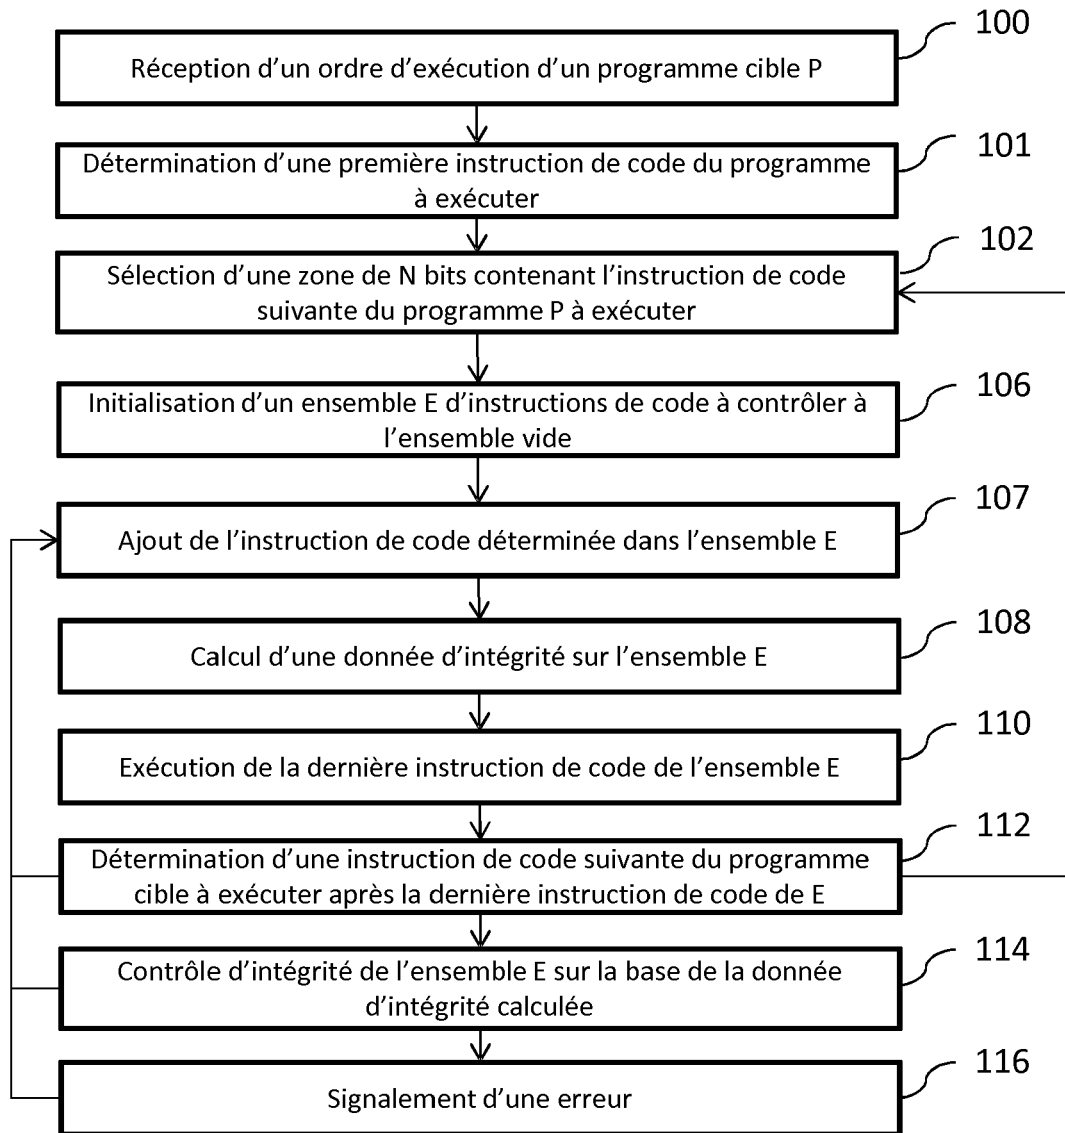 100
Réception d'un ordre d'exécution d'un programme cible P
101
Détermination d'une première instruction de code du programme
à exécuter
102
Sélection d'une zone de N bits contenant l'instruction de code
suivante du programme P à exécuter
106
Initialisation d'un ensemble E d'instructions de code à contrôler à
l'ensemble vide
107
Ajout de l'instruction de code déterminée dans l'ensemble E
108
Calcul d'une donnée d'intégrité sur l'ensemble E
110
Exécution de la dernière instruction de code de l'ensemble E
112
Détermination d'une instruction de code suivante du programme
cible à exécuter après la dernière instruction de code de E
114
Contrôle d'intégrité de l'ensemble E sur la base de la donnée
d'intégrité calculée
116
Signalement d'une erreur